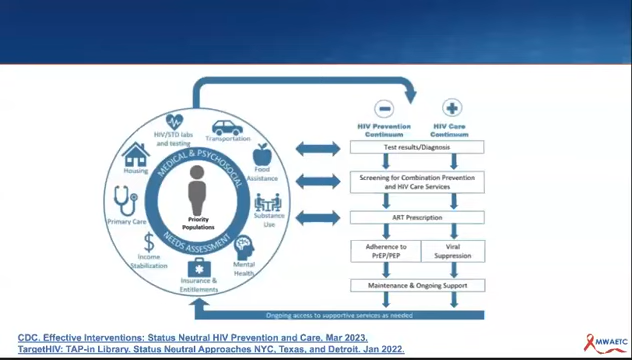 HIV/STD labs
and testing
Transportation
Food
Assistance
Substance
Use
Mental
Health
Insurance &
Entitlements
Income
Stabilization
Primary Care
Housing
MEDICAL & PSYCHOSOCIAL
NEEDS ASSESSMENT
Priority
Populations
HIV Prevention
Continuum
HIV Care
Continuum
Test results/Diagnosis
Screening for Combination Prevention
and HIV Care Services
ART Prescription
Adherence to
PrEP/PEP
Viral
Suppression
Maintenance & Ongoing Support
Ongoing access to supportive services as needed
CDC. Effective Interventions: Status Neutral HIV Prevention and Care, Mar 2023.
TargetHIV: TAP-in Library. Status Neutral Approaches NYC, Texas, and Detroit. Jan 2022.
MWAETC